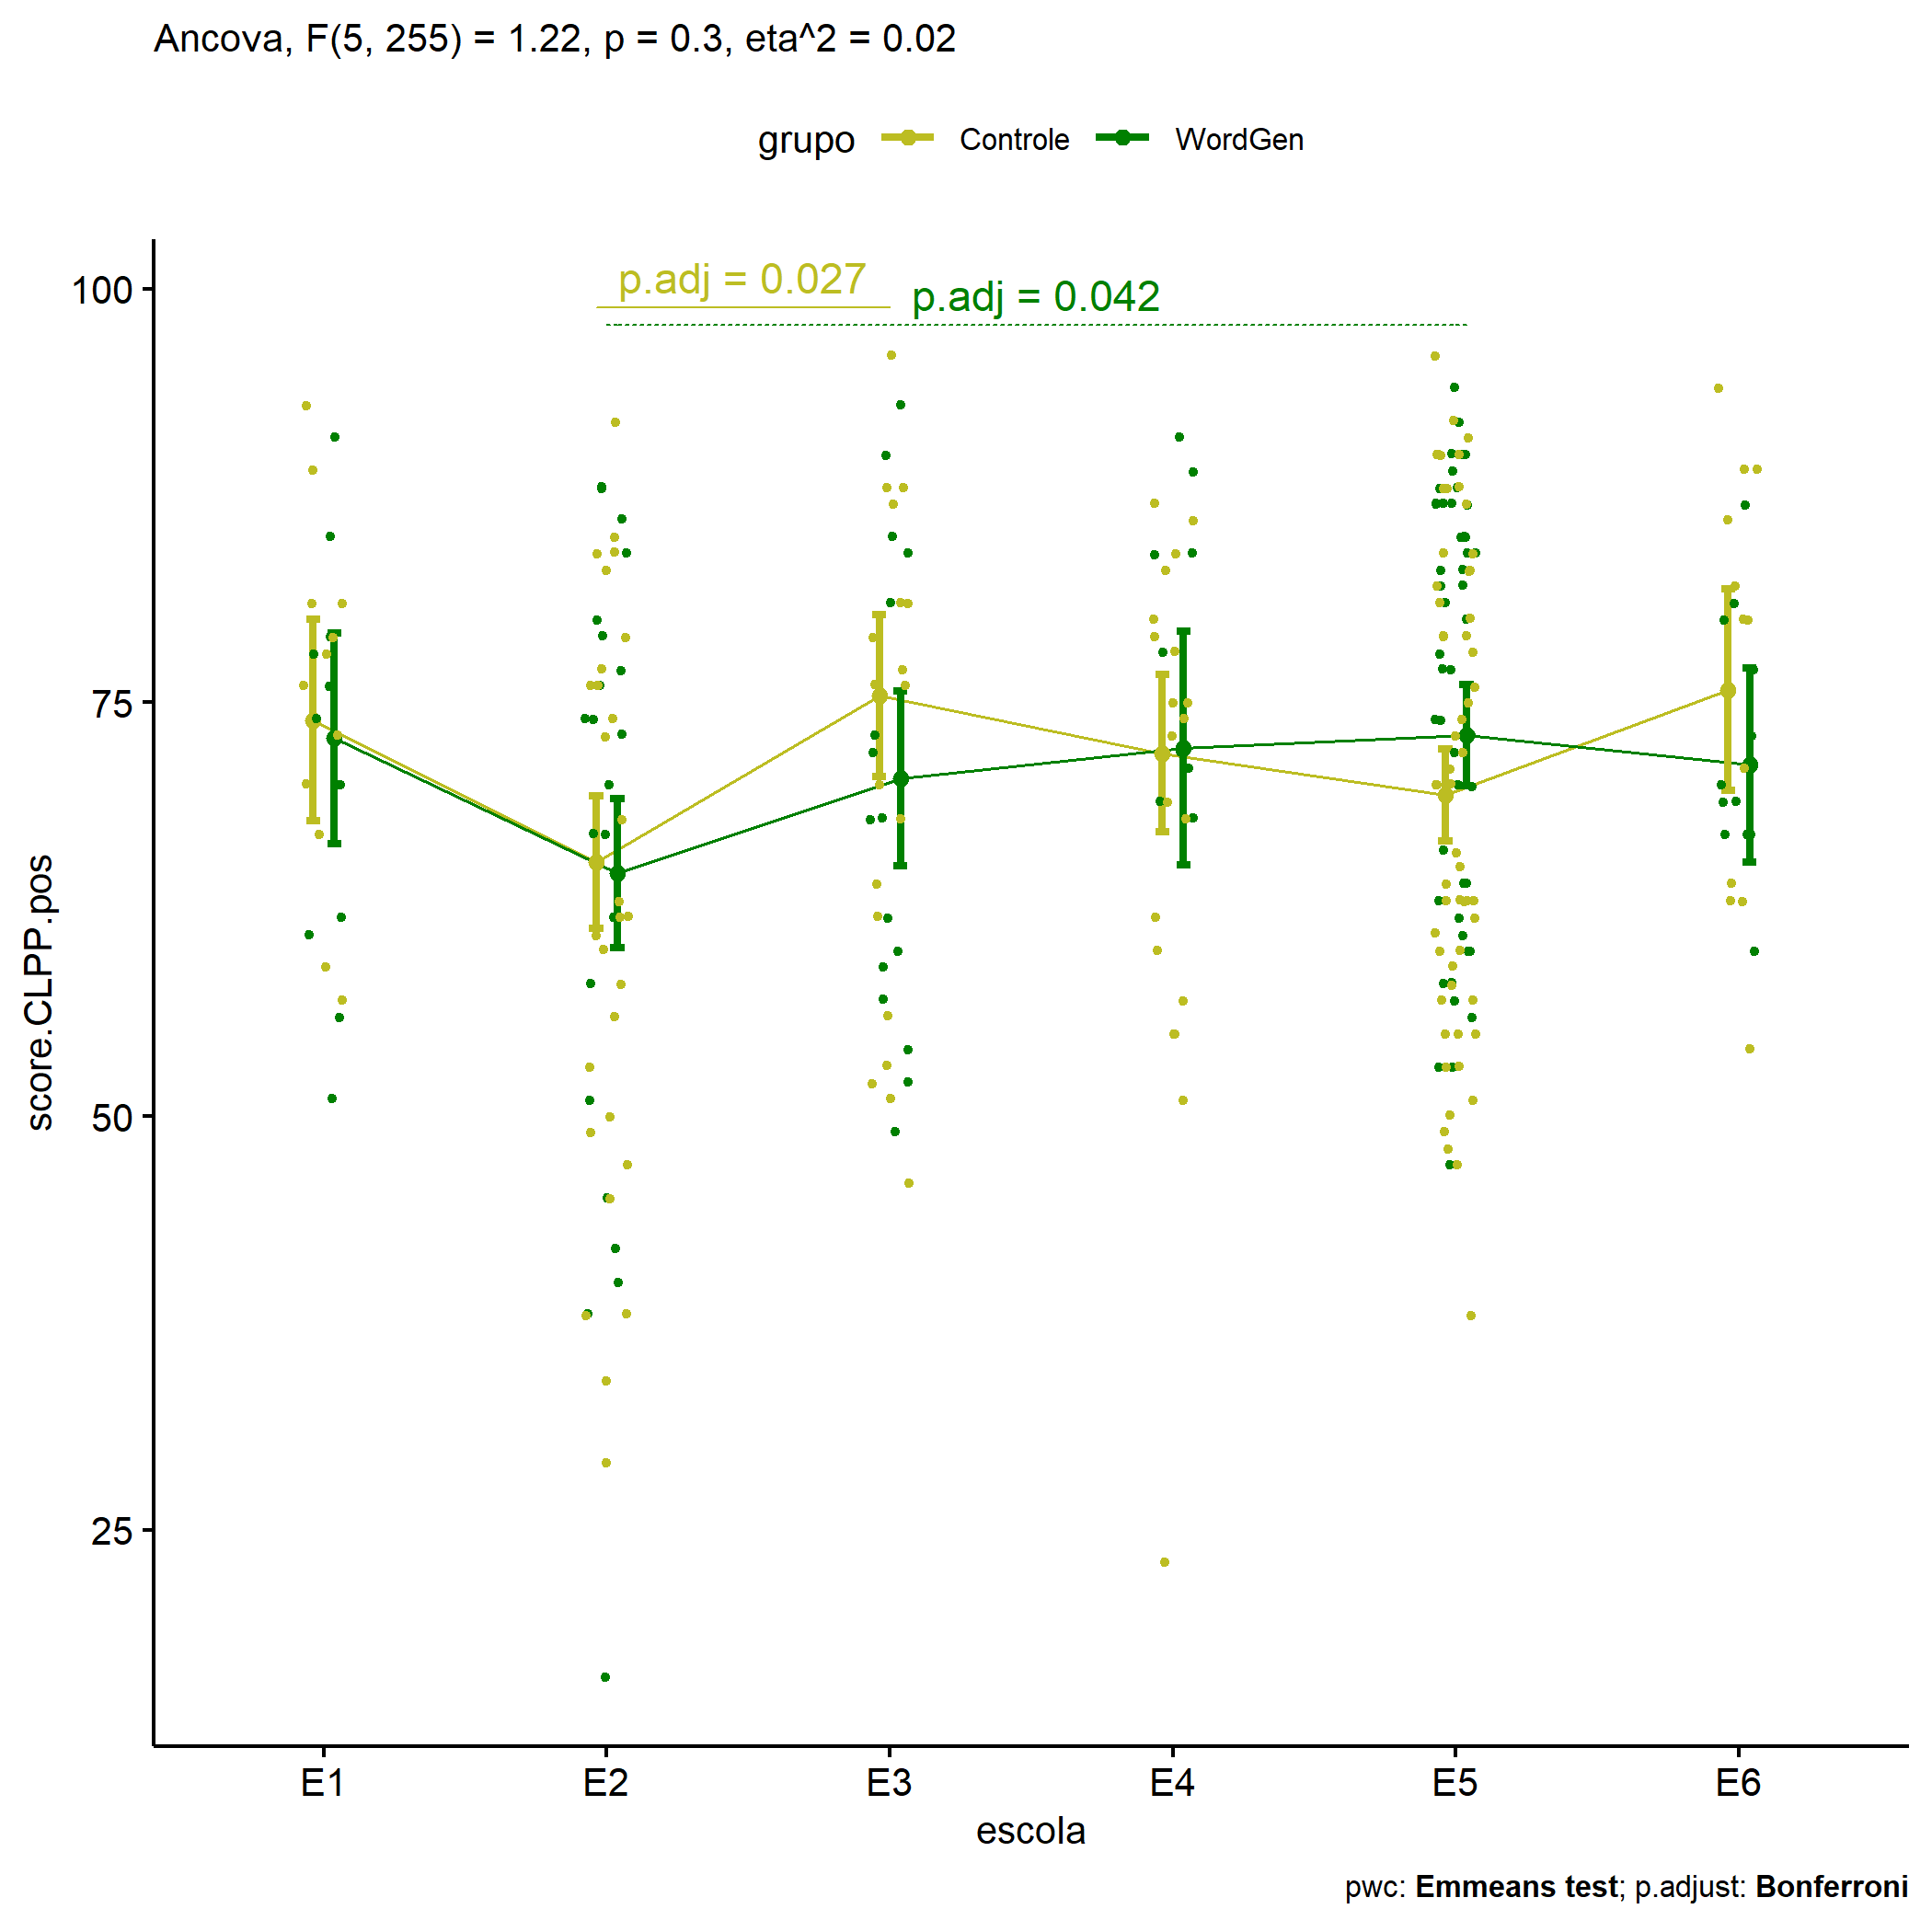 Ancova, F(5, 255) = 1.22, p = 0.3, eta^2 = 0.02
grupo Controle WordGen
p.adj = 0.027
p.adj = 0.042
100
75
50
25
score.CLPP.pos
E1 E2 E3 E4 E5 E6
escola
pwc: Emmeans test; p.adjust: Bonferroni